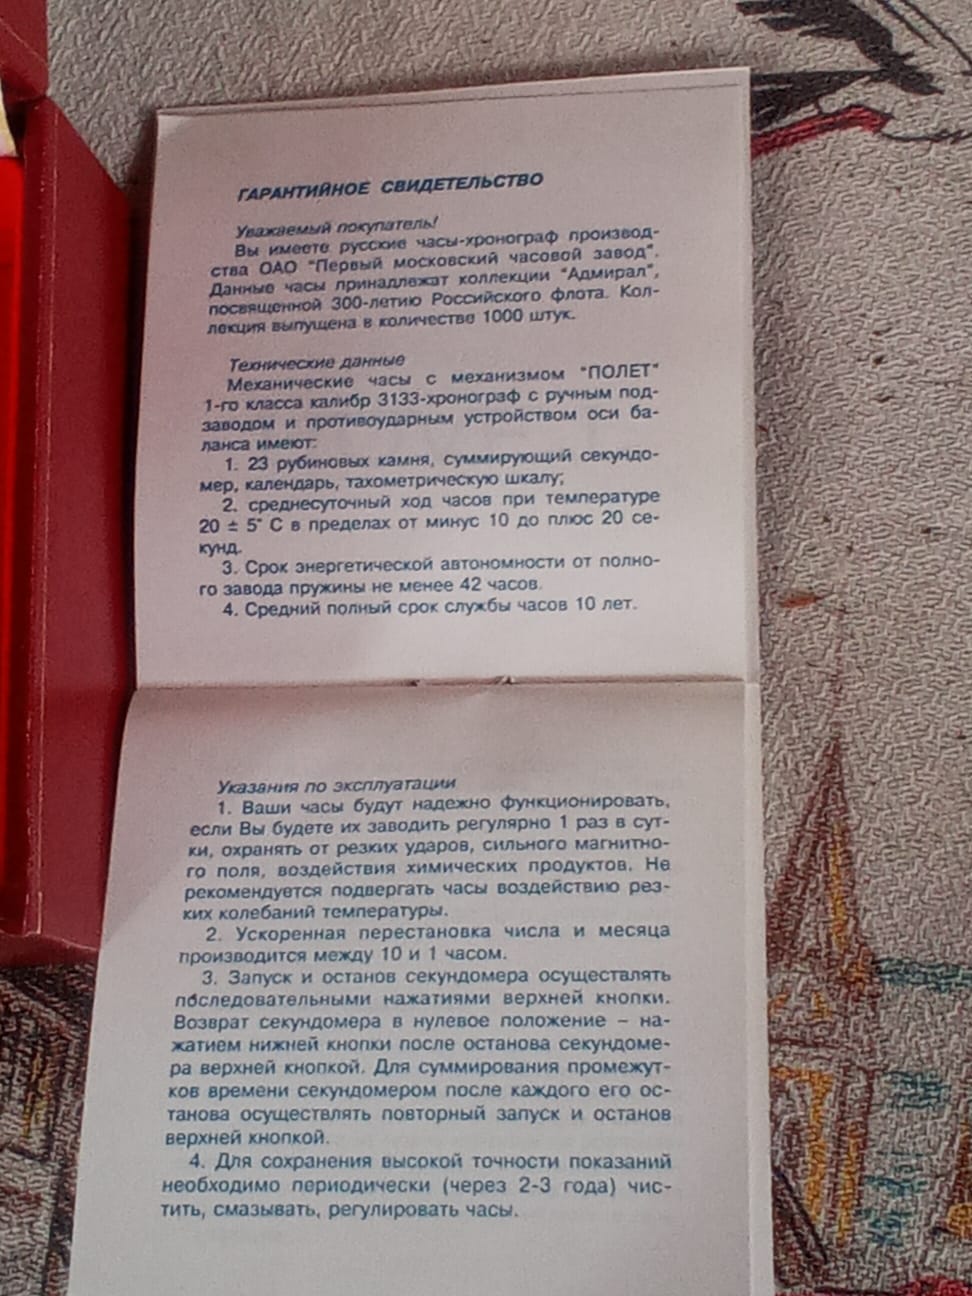 ГАРАНТИЙНОЕ СВИДЕТЕЛЬСТВО
Уважаемый покупатель!
Вы имеете русские часы-хронограф производ-
ства ОАО "Первый московский часовой завод".
Данные часы принадлежат коллекции "Адмирал",
посвященной 300-летию Российского флота. Кол-
лекция выпущена в количестве 1000 штук.
Технические данные
Механические часы с механизмом "ПОЛЕТ"
1-го класса калибр 3133-хронограф с ручным под-
заводом и противоударным устройством оси ба-
ланса имеют:
1. 23 рубиновых камня, суммирующий секундо-
мер, календарь, тахометрическую шкалу;
2. среднесуточный ход часов при температуре
20 ± 5° С в пределах от минус 10 до плюс 20 се-
кунд.
3. Срок энергетической автономности от полно-
го завода пружины не менее 42 часов.
4. Средний полный срок службы часов 10 лет.
Указания по эксплуатации
1. Ваши часы будут надежно функционировать,
если Вы будете их заводить регулярно 1 раз в сут-
ки, охранять от резких ударов, сильного магнитно-
го поля, воздействия химических продуктов. Не
рекомендуется подвергать часы воздействию рез-
ких колебаний температуры.
2. Ускоренная перестановка числа и месяца
производится между 10 и 1 часом.
3. Запуск и останов секундомера осуществлять
последовательными нажатиями верхней кнопки.
Возврат секундомера в нулевое положение – на-
жатием нижней кнопки после останова секундоме-
ра верхней кнопкой. Для суммирования промежут-
ков времени секундомером после каждого его ос-
танова осуществлять повторный запуск и останов
верхней кнопкой.
4. Для сохранения высокой точности показаний
необходимо периодически (через 2-3 года) чис-
тить, смазывать, регулировать часы.